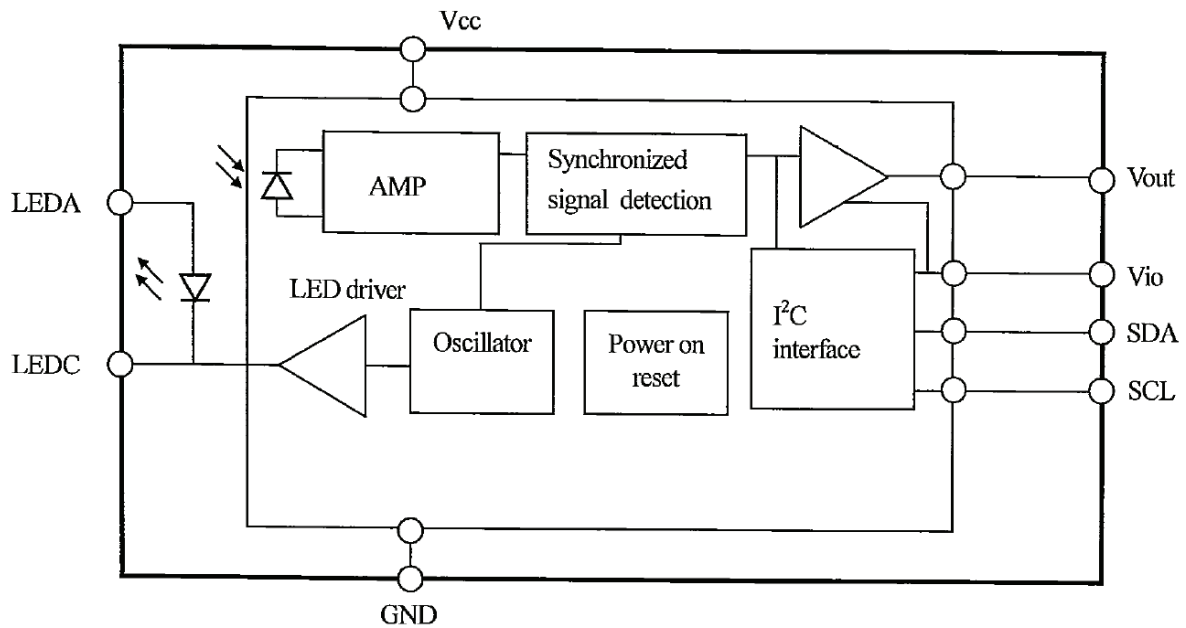 Vcc
AMP
Synchronized
signal detection
Vout
LEDA
LED driver
Vio
Oscillator
Power on
reset
I²C
interface
SDA
LEDC
SCL
GND